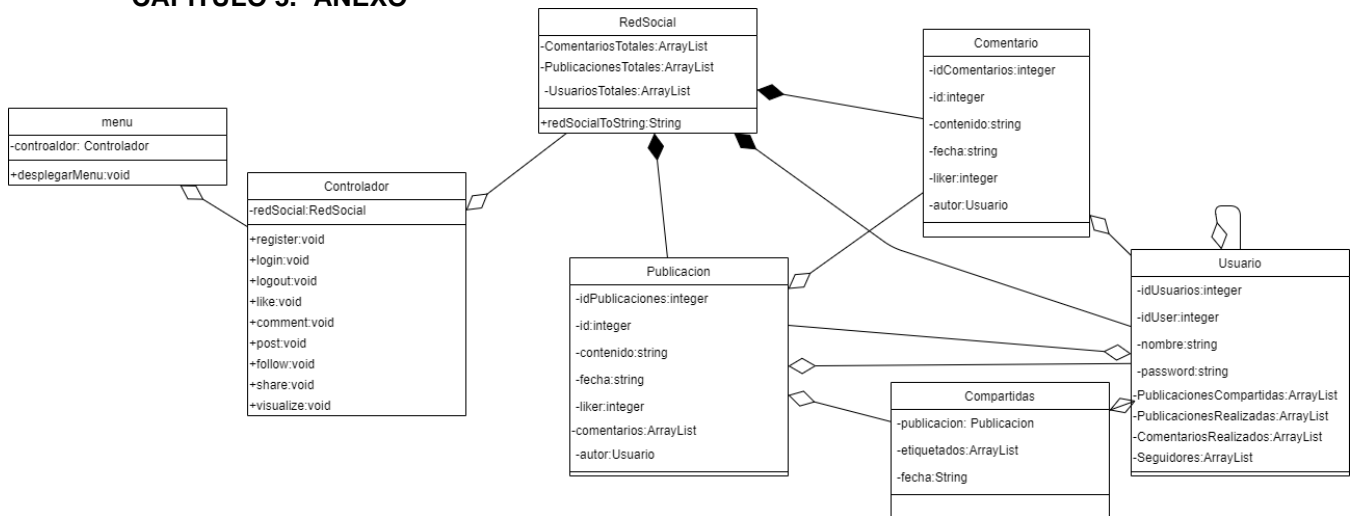 CAPITULO 5. ANEXO
RedSocial
-ComentariosTotales:ArrayList
-PublicacionesTotales:ArrayList
-UsuariosTotales:ArrayList
+redSocialToString:String
Comentario
-idComentarios:integer
-id:integer
-contenido:string
-fecha:string
-liker:integer
-autor:Usuario
menu
-controaldor: Controlador
+desplegarMenu:void
Controlador
-redSocial:RedSocial
+register:void
+login:void
+logout:void
+like:void
+comment:void
+post:void
+follow:void
+share:void
+visualize:void
Publicacion
-idPublicaciones:integer
-id:integer
-contenido:string
-fecha:string
-liker:integer
-comentarios:ArrayList
-autor:Usuario
Usuario
-idUsuarios:integer
-idUser:integer
-nombre:string
-password:string
-PublicacionesCompartidas:ArrayList
-PublicacionesRealizadas:ArrayList
-ComentariosRealizados:ArrayList
-Seguidores:ArrayList
Compartidas
-publicacion: Publicacion
-etiquetados:ArrayList
-fecha:String